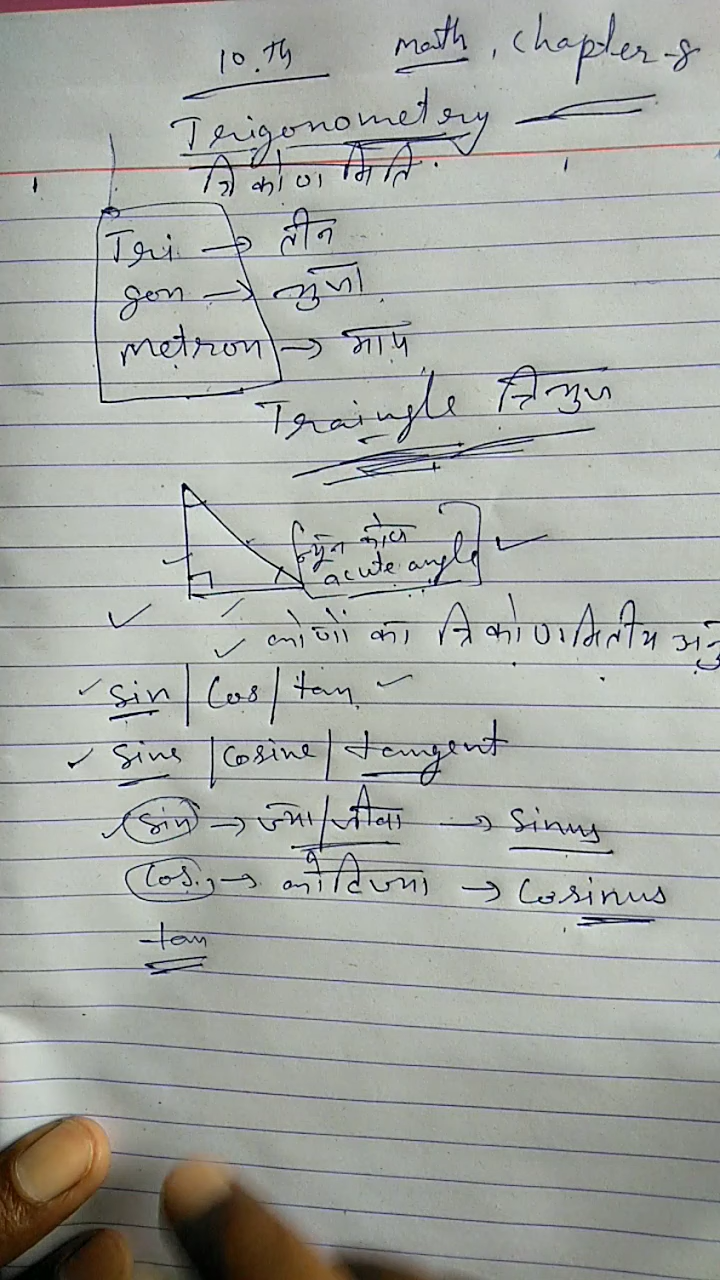 10.th math, chapter-8
Trigonometry
त्रिकोणमिति.
Tri → तीन
gon → भुजा
metron → माप
Traingle त्रिभुज
न्यून कोण
acute angle
कोणों का त्रिकोणमितीय
sin | Cos | tan
Sine | Cosine | tangent
sin → ज्या/जीवा → Sinus
Cos. → कोटिज्या → Cosinus
tan